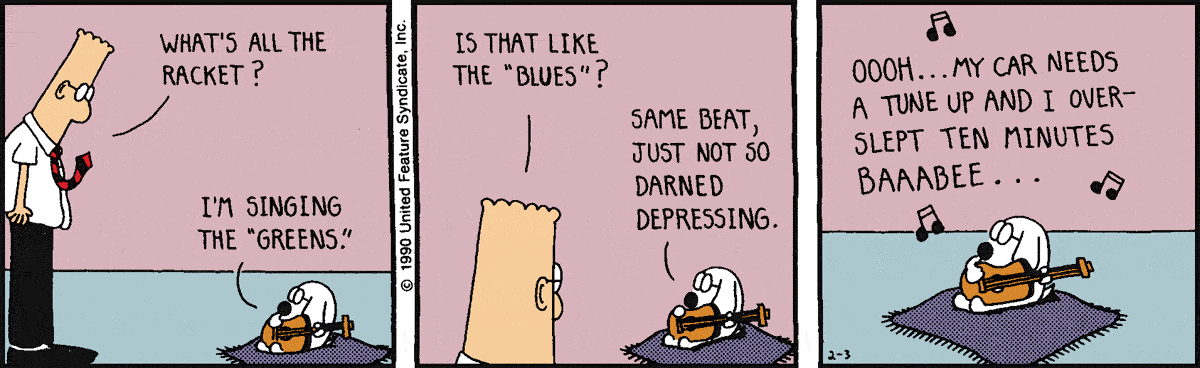 WHAT'S ALL THE
RACKET?
I'M SINGING
THE "GREENS."
© 1990 United Feature Syndicate, Inc.
IS THAT LIKE
THE "BLUES"?
SAME BEAT,
JUST NOT SO
DARNED
DEPRESSING.
OOOH...MY CAR NEEDS
A TUNE UP AND I OVER-
SLEPT TEN MINUTES
BAAABEE...
2-3